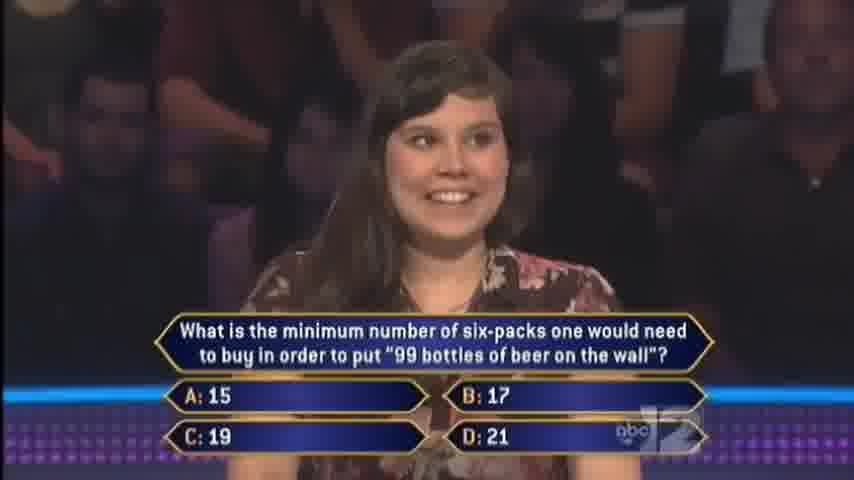 What is the minimum number of six-packs one would need
to buy in order to put "99 bottles of beer on the wall"?
A: 15
B: 17
C: 19
D: 21
abc 12